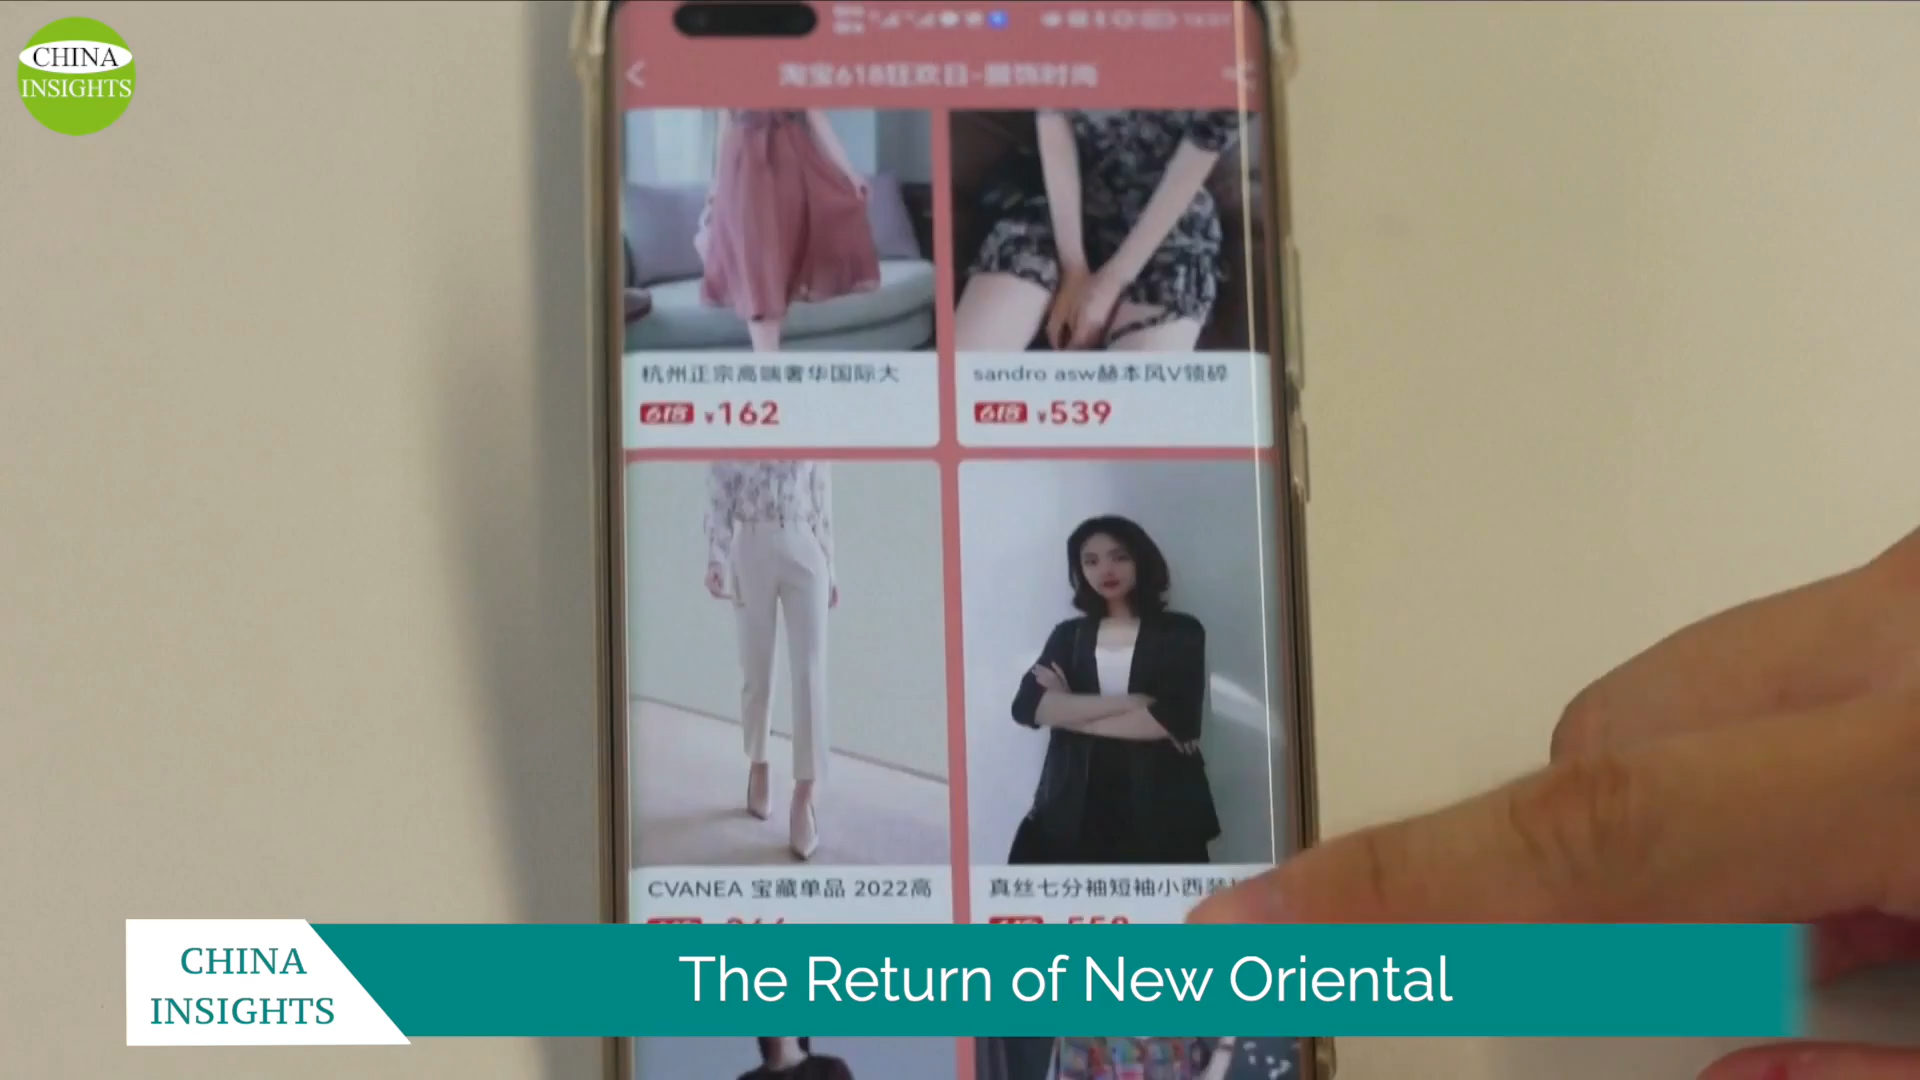 CHINA
INSIGHTS
淘宝618狂欢日-服饰时尚
杭州正宗高端奢华国际大
618 ¥162
sandro asw赫本风V领碎
618 ¥539
CVANEA 宝藏单品 2022高
真丝七分袖短袖小西装
CHINA
INSIGHTS
The Return of New Oriental